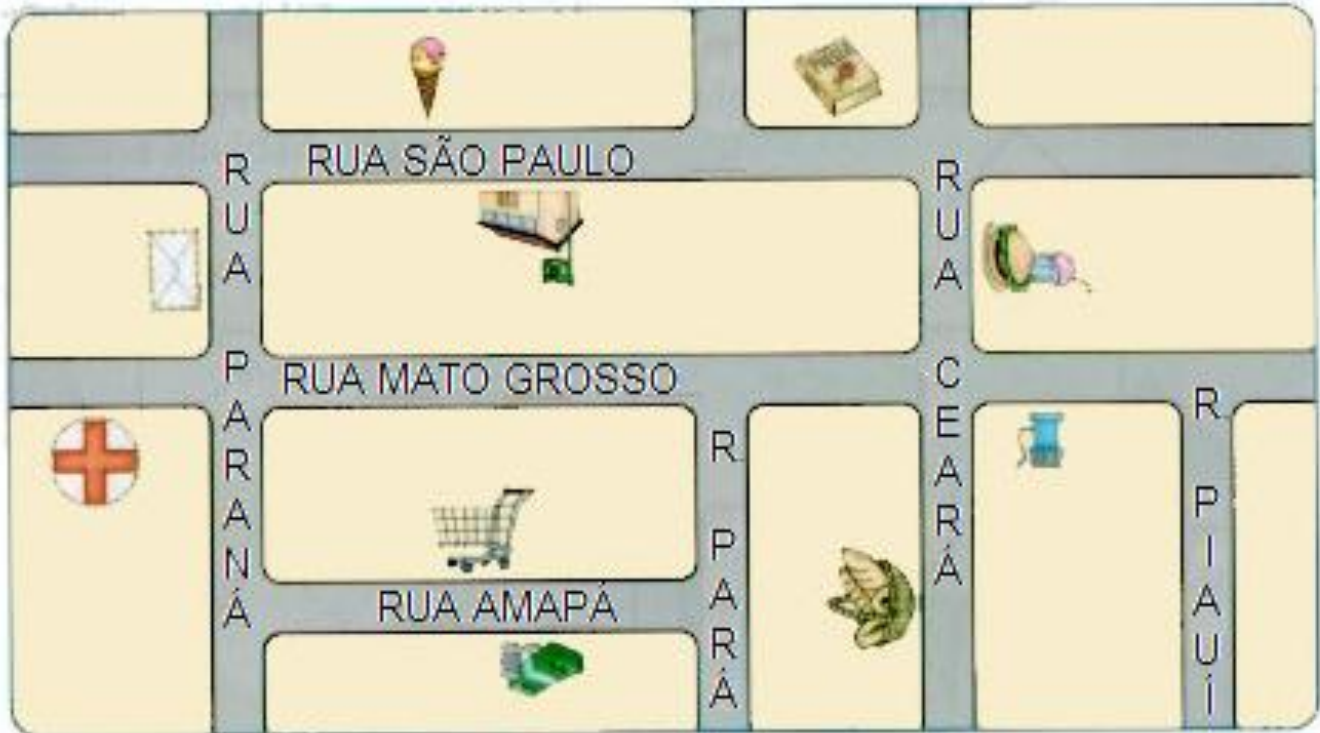 RUA SÃO PAULO
RUA PARANÁ
RUA CEARÁ
RUA MATO GROSSO
R. PARÁ
R. PIAUÍ
RUA AMAPÁ